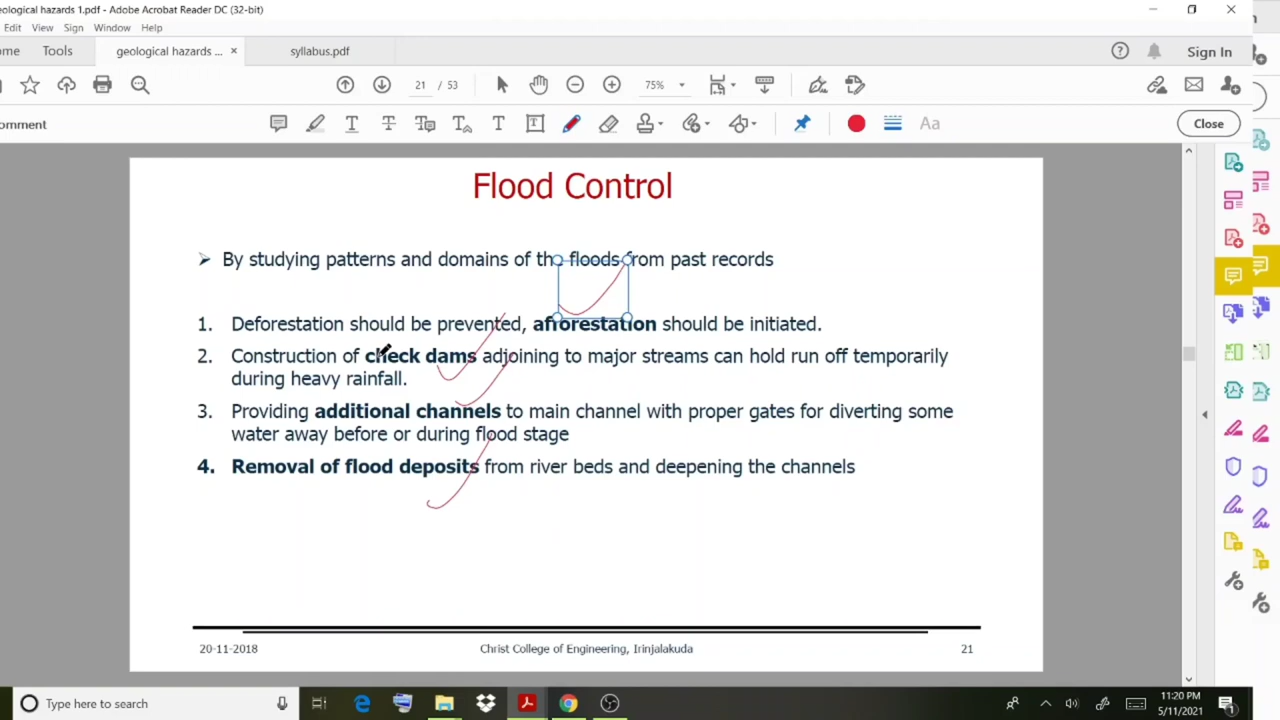 eological hazards 1.pdf - Adobe Acrobat Reader DC (32-bit)
Edit View Sign Window Help
ome Tools geological hazards ... × syllabus.pdf Sign In
21 / 53 75%
omment Aa Close
Flood Control
➢ By studying patterns and domains of the floods from past records
1. Deforestation should be prevented, afforestation should be initiated.
2. Construction of check dams adjoining to major streams can hold run off temporarily
during heavy rainfall.
3. Providing additional channels to main channel with proper gates for diverting some
water away before or during flood stage
4. Removal of flood deposits from river beds and deepening the channels
20-11-2018 Christ College of Engineering, Irinjalakuda 21
Type here to search
11:20 PM
5/11/2021
1